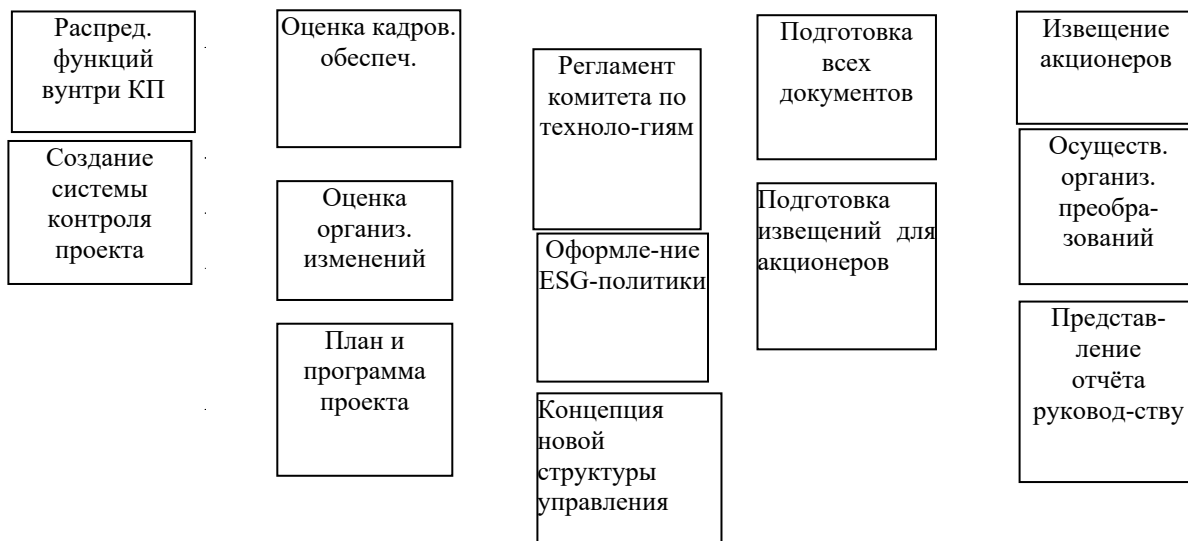 Распред.
функций
вунтри КП
Создание
системы
контроля
проекта
Оценка кадров.
обеспеч.
Оценка
организ.
изменений
План и
программа
проекта
Регламент
комитета по
техноло-гиям
Оформле-ние
ESG-политики
Концепция
новой
структуры
управления
Подготовка
всех
документов
Подготовка
извещений для
акционеров
Извещение
акционеров
Осуществ.
организ.
преобра-
зований
Представ-
ление
отчёта
руковод-ству